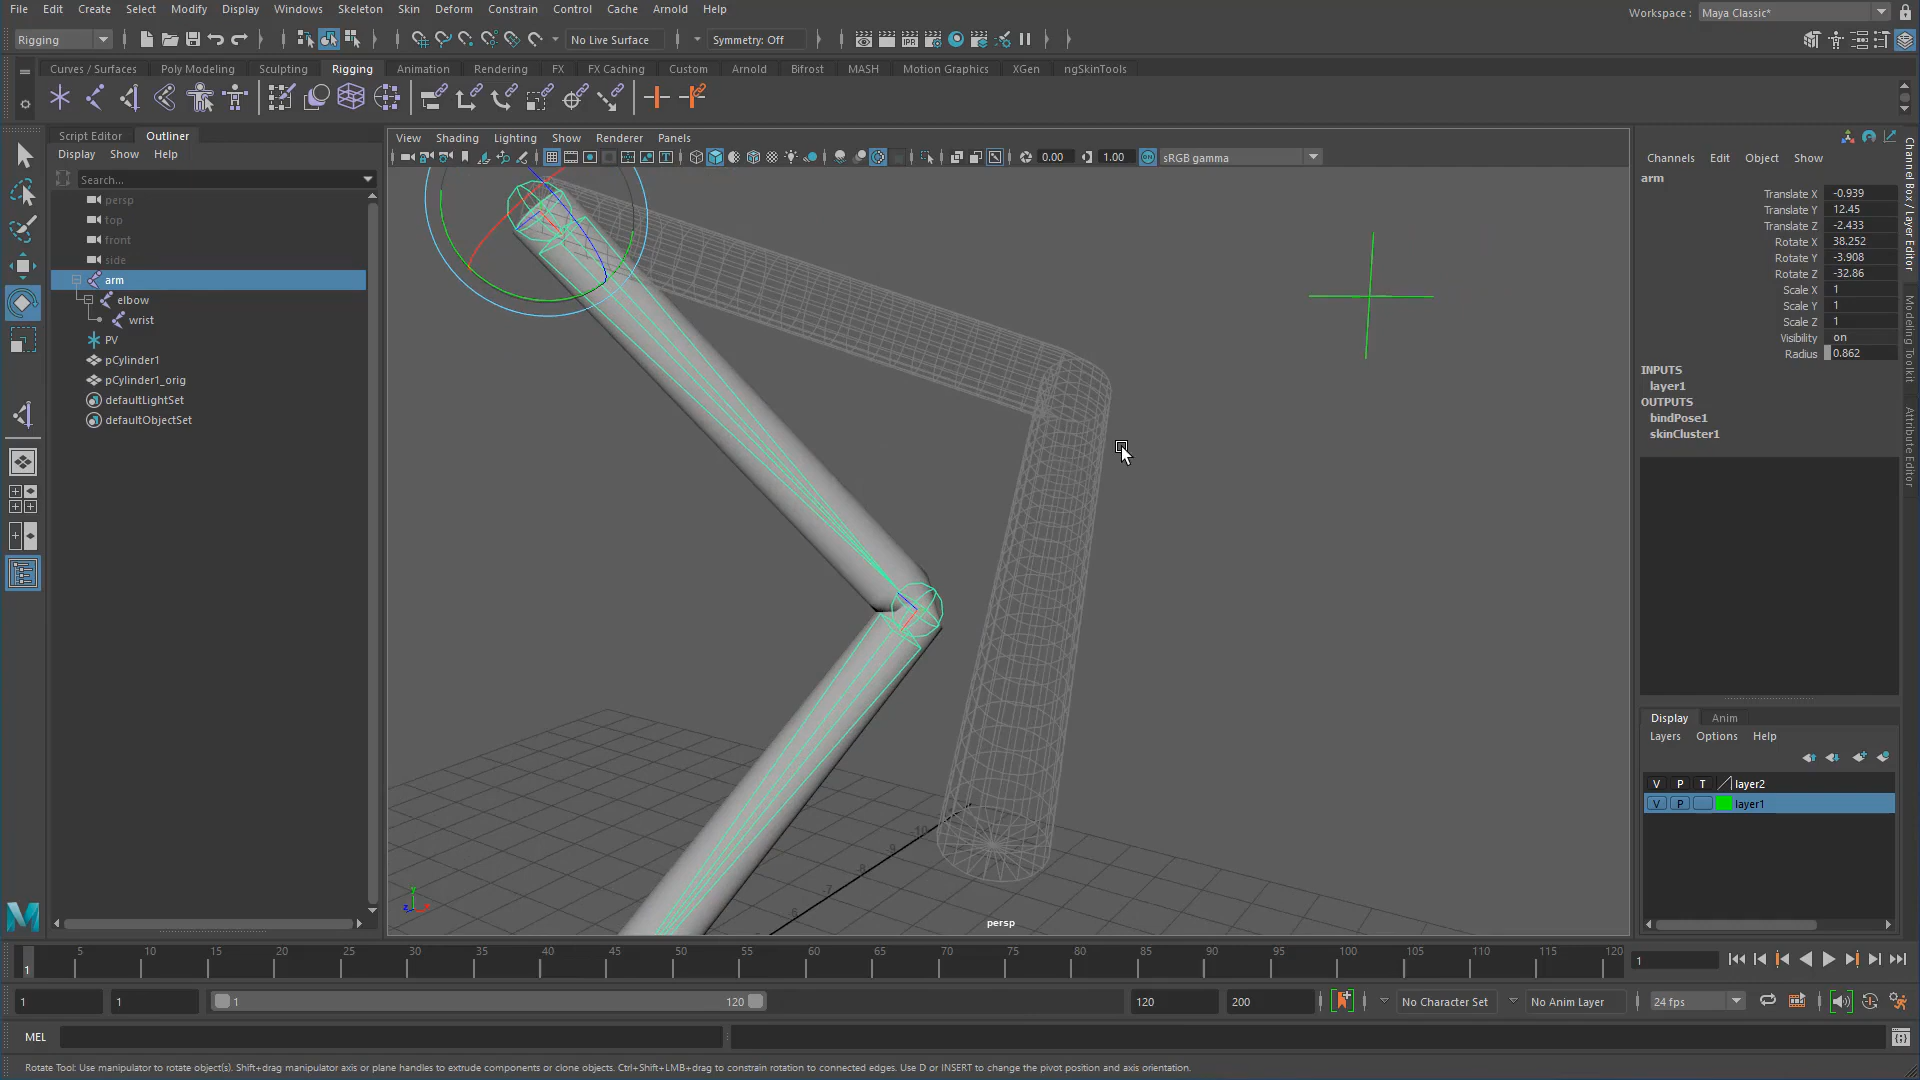 File Edit Create Select Modify Display Windows Skeleton Skin Deform Constrain Control Cache Arnold Help
Workspace : Maya Classic*
Rigging No Live Surface Symmetry: Off
Curves / Surfaces Poly Modeling Sculpting Rigging Animation Rendering FX FX Caching Custom Arnold Bifrost MASH Motion Graphics XGen ngSkinTools
Script Editor Outliner
Display Show Help
Search...
persp
top
front
side
arm
elbow
wrist
PV
pCylinder1
pCylinder1_orig
defaultLightSet
defaultObjectSet
View Shading Lighting Show Renderer Panels
0.00 1.00 sRGB gamma
persp
Channels Edit Object Show
arm
Translate X -0.939
Translate Y 12.45
Translate Z -2.433
Rotate X 38.252
Rotate Y -3.908
Rotate Z -32.86
Scale X 1
Scale Y 1
Scale Z 1
Visibility on
Radius 0.862
INPUTS
layer1
OUTPUTS
bindPose1
skinCluster1
Channel Box / Layer Editor
Modeling Toolkit
Attribute Editor
Display Anim
Layers Options Help
V P T layer2
V P layer1
5 10 15 20 25 30 35 40 45 50 55 60 65 70 75 80 85 90 95 100 105 110 115 120
1 1
1 1 1 120 120 200 No Character Set No Anim Layer 24 fps
MEL
Rotate Tool: Use manipulator to rotate object(s). Shift+drag manipulator axis or plane handles to extrude components or clone objects. Ctrl+Shift+LMB+drag to constrain rotation to connected edges. Use D or INSERT to change the pivot position and axis orientation.